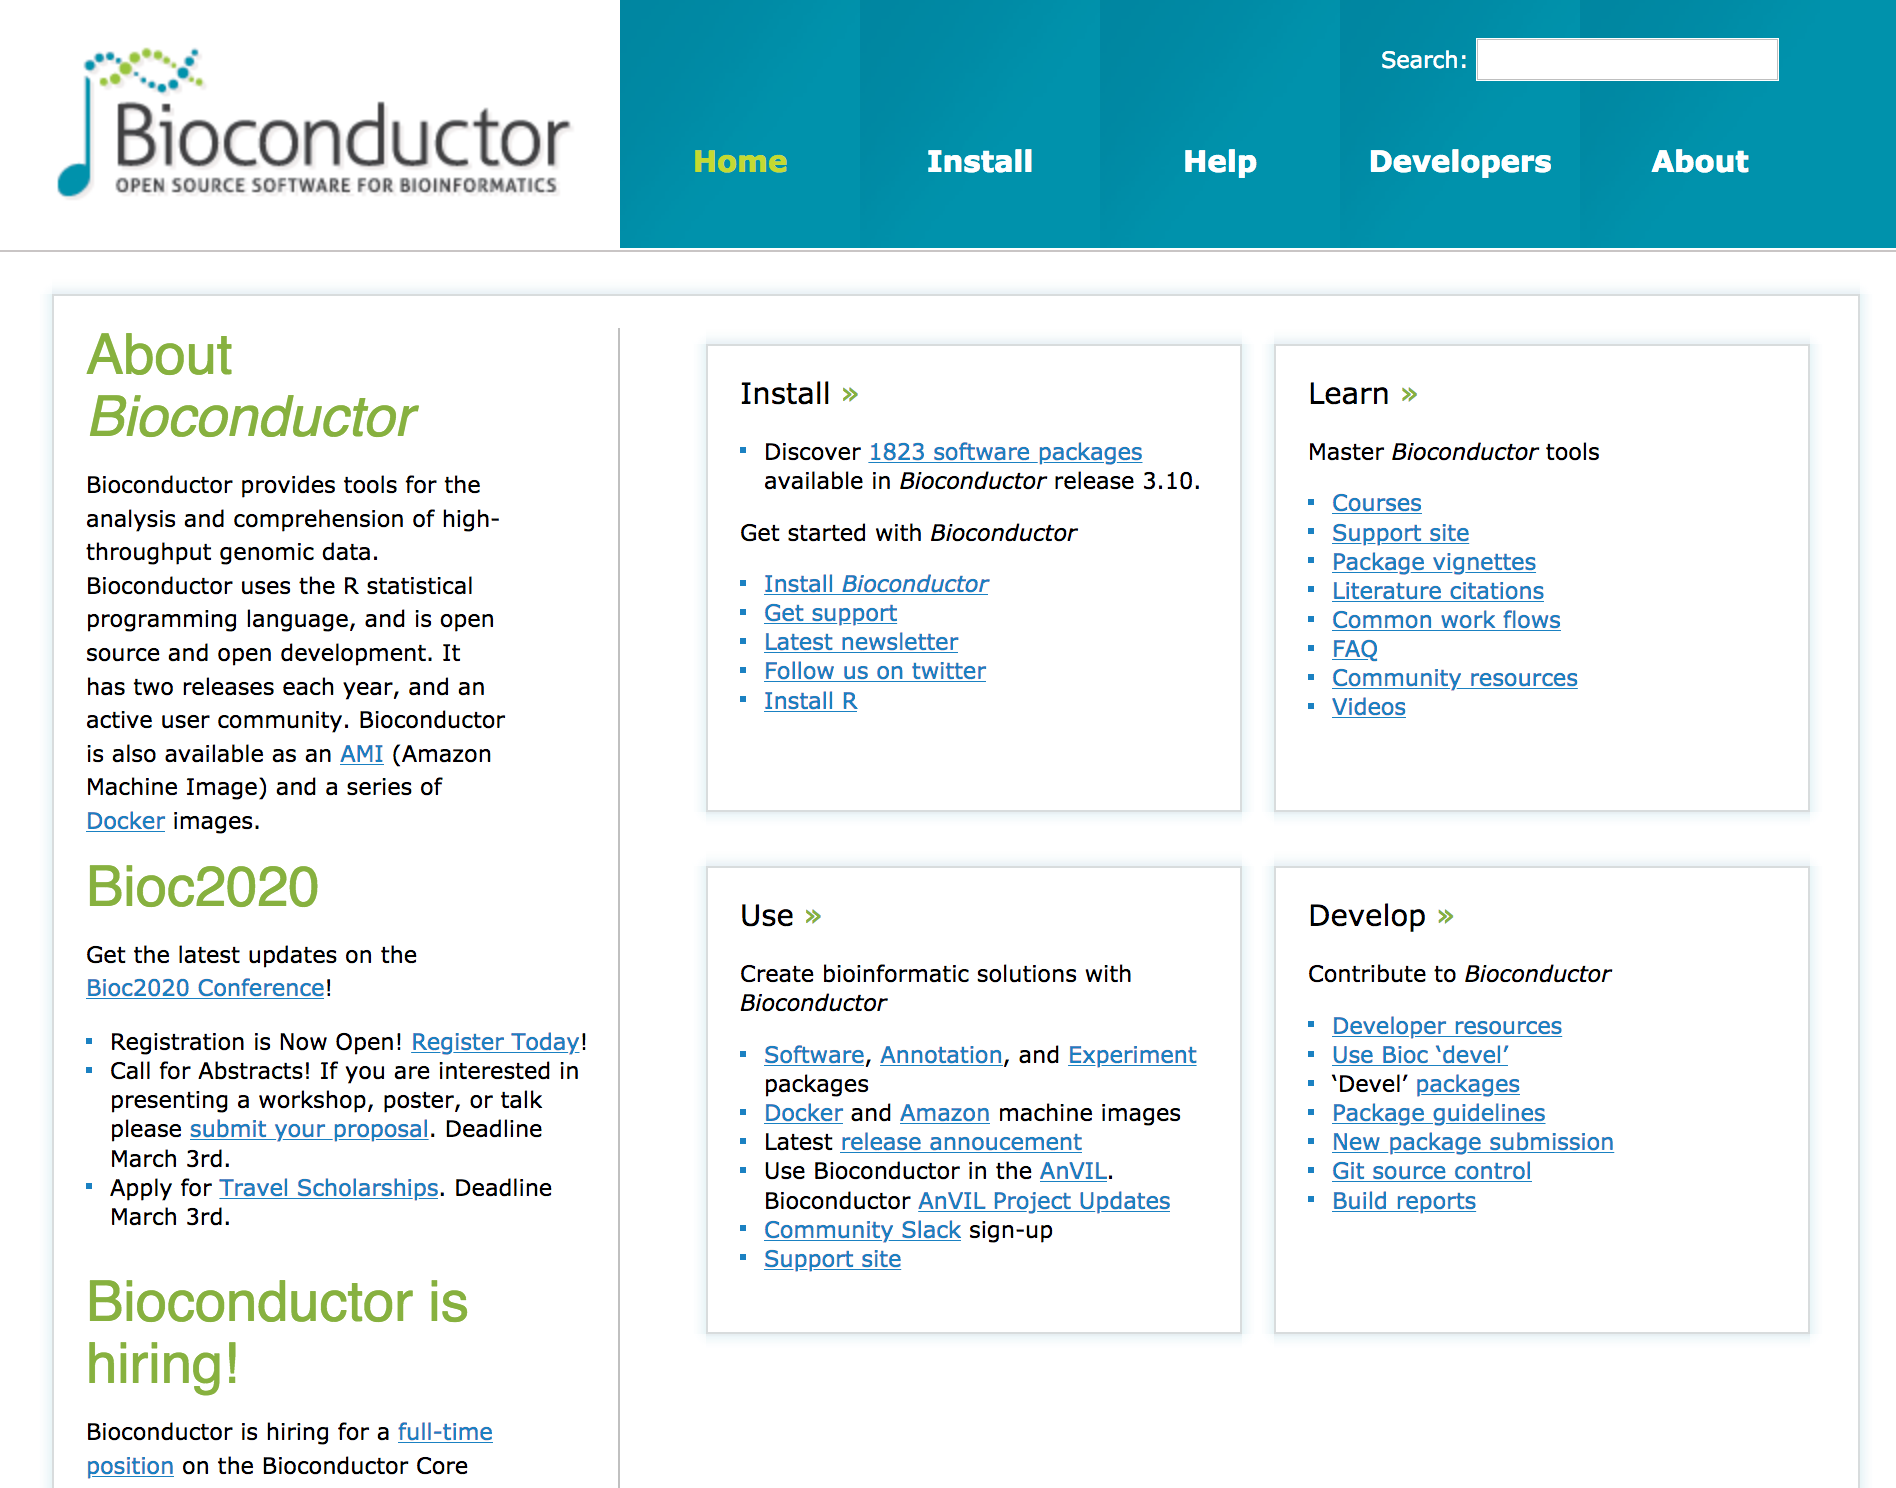 Bioconductor
OPEN SOURCE SOFTWARE FOR BIOINFORMATICS
Search:
Home
Install
Help
Developers
About
About
Bioconductor
Bioconductor provides tools for the
analysis and comprehension of high-
throughput genomic data.
Bioconductor uses the R statistical
programming language, and is open
source and open development. It
has two releases each year, and an
active user community. Bioconductor
is also available as an AMI (Amazon
Machine Image) and a series of
Docker images.
Bioc2020
Get the latest updates on the
Bioc2020 Conference!
Registration is Now Open! Register Today!
Call for Abstracts! If you are interested in
presenting a workshop, poster, or talk
please submit your proposal. Deadline
March 3rd.
Apply for Travel Scholarships. Deadline
March 3rd.
Bioconductor is
hiring!
Bioconductor is hiring for a full-time
position on the Bioconductor Core
Install »
Discover 1823 software packages
available in Bioconductor release 3.10.
Get started with Bioconductor
Install Bioconductor
Get support
Latest newsletter
Follow us on twitter
Install R
Learn »
Master Bioconductor tools
Courses
Support site
Package vignettes
Literature citations
Common work flows
FAQ
Community resources
Videos
Use »
Create bioinformatic solutions with
Bioconductor
Software, Annotation, and Experiment
packages
Docker and Amazon machine images
Latest release annoucement
Use Bioconductor in the AnVIL.
Bioconductor AnVIL Project Updates
Community Slack sign-up
Support site
Develop »
Contribute to Bioconductor
Developer resources
Use Bioc ‘devel’
‘Devel’ packages
Package guidelines
New package submission
Git source control
Build reports